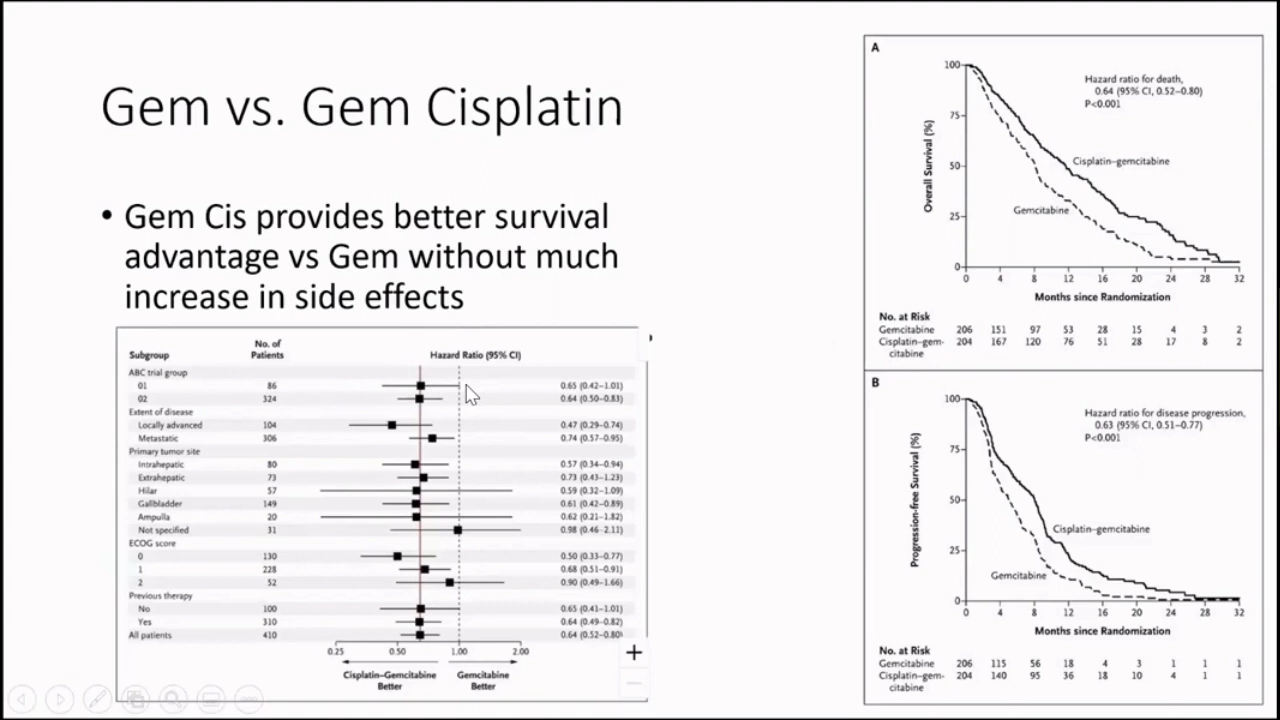 Gem vs. Gem Cisplatin
• Gem Cis provides better survival
advantage vs Gem without much
increase in side effects
Subgroup No. of Patients Hazard Ratio (95% CI)
ABC trial group
01 86 0.65 (0.42–1.01)
02 324 0.64 (0.50–0.83)
Extent of disease
Locally advanced 104 0.47 (0.29–0.74)
Metastatic 306 0.74 (0.57–0.95)
Primary tumor site
Intrahepatic 80 0.57 (0.34–0.94)
Extrahepatic 73 0.73 (0.43–1.23)
Hilar 57 0.59 (0.32–1.09)
Gallbladder 149 0.61 (0.42–0.89)
Ampulla 20 0.62 (0.21–1.82)
Not specified 31 0.98 (0.46–2.11)
ECOG score
0 130 0.50 (0.33–0.77)
1 228 0.68 (0.51–0.91)
2 52 0.90 (0.49–1.66)
Previous therapy
No 100 0.65 (0.41–1.01)
Yes 310 0.64 (0.49–0.82)
All patients 410 0.64 (0.52–0.80)
0.25 0.50 1.00 2.00
Cisplatin–Gemcitabine Better
Gemcitabine Better
A
Hazard ratio for death,
0.64 (95% CI, 0.52–0.80)
P<0.001
Overall Survival (%)
100
75
50
25
0
Cisplatin–gemcitabine
Gemcitabine
0 4 8 12 16 20 24 28 32
Months since Randomization
No. at Risk
Gemcitabine 206 151 97 53 28 15 4 3 2
Cisplatin–gem- 204 167 120 76 51 28 17 8 2
citabine
B
Hazard ratio for disease progression,
0.63 (95% CI, 0.51–0.77)
P<0.001
Progression-free Survival (%)
100
75
50
25
0
Cisplatin–gemcitabine
Gemcitabine
0 4 8 12 16 20 24 28 32
Months since Randomization
No. at Risk
Gemcitabine 206 115 56 18 4 3 1 1 1
Cisplatin–gem- 204 140 95 36 18 10 4 1 1
citabine